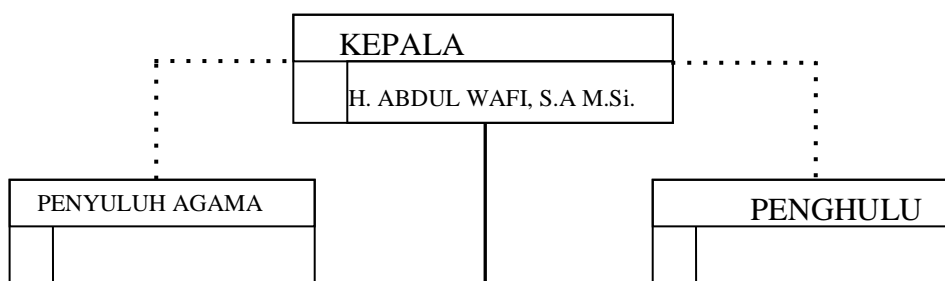 KEPALA
H. ABDUL WAFI, S.A M.Si.
PENYULUH AGAMA
PENGHULU